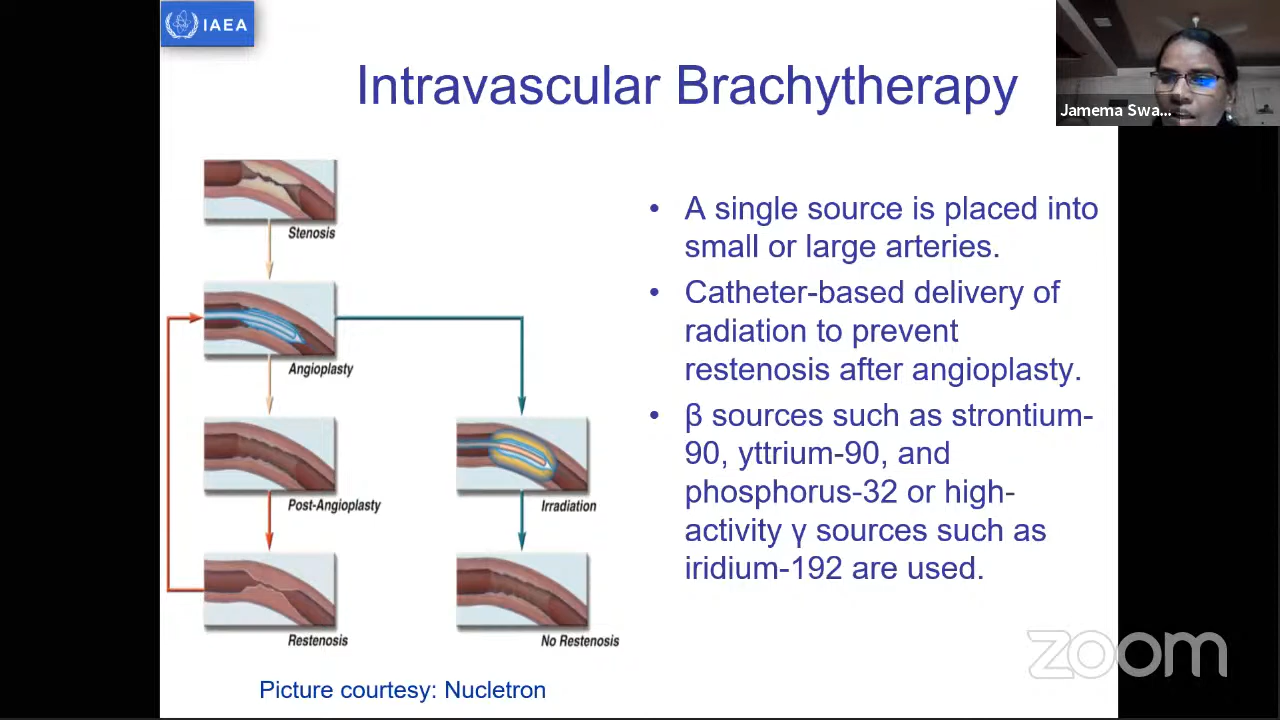 IAEA
Intravascular Brachytherapy
Jamema Swa...
Stenosis
Angioplasty
Post-Angioplasty
Irradiation
Restenosis
No Restenosis
Picture courtesy: Nucletron
• A single source is placed into
small or large arteries.
• Catheter-based delivery of
radiation to prevent
restenosis after angioplasty.
• β sources such as strontium-
90, yttrium-90, and
phosphorus-32 or high-
activity γ sources such as
iridium-192 are used.
zoom